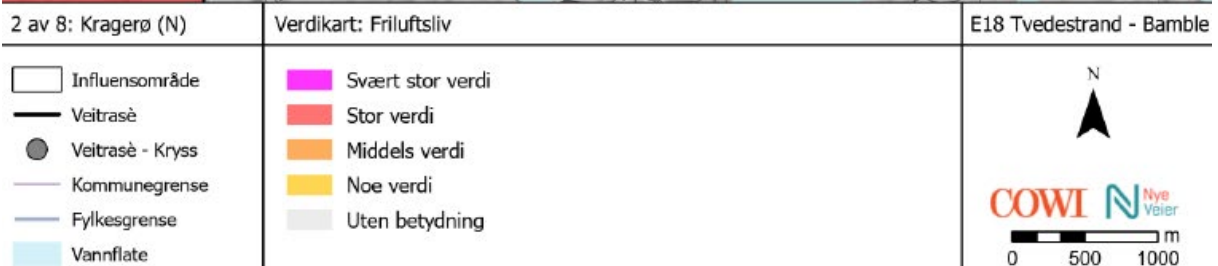 2 av 8: Kragerø (N)
Influensområde
Veitrasè
Veitrasè - Kryss
Kommunegrense
Fylkesgrense
Vannflate
Verdikart: Friluftsliv
Svært stor verdi
Stor verdi
Middels verdi
Noe verdi
Uten betydning
E18 Tvedestrand - Bamble
N
COWI
Nye
Veier
m
0 500 1000